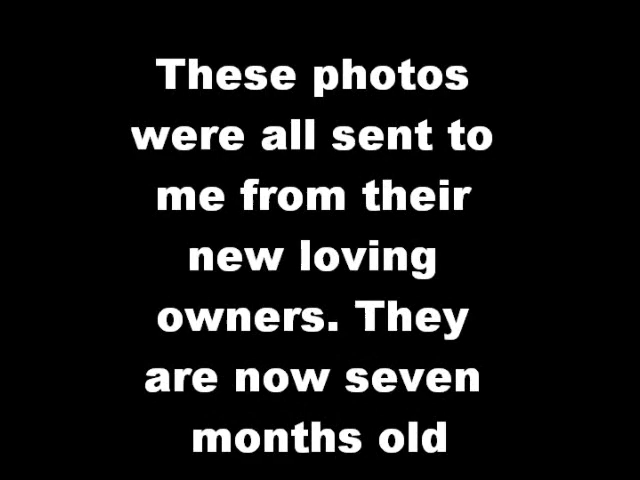 These photos
were all sent to
me from their
new loving
owners. They
are now seven
months old